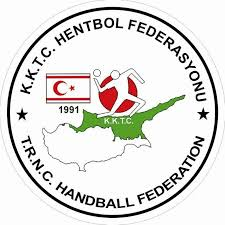 K.K.T.C. HENTBOL FEDERASYONU
1991
K.K.T.C.
T.R.N.C. HANDBALL FEDERATION